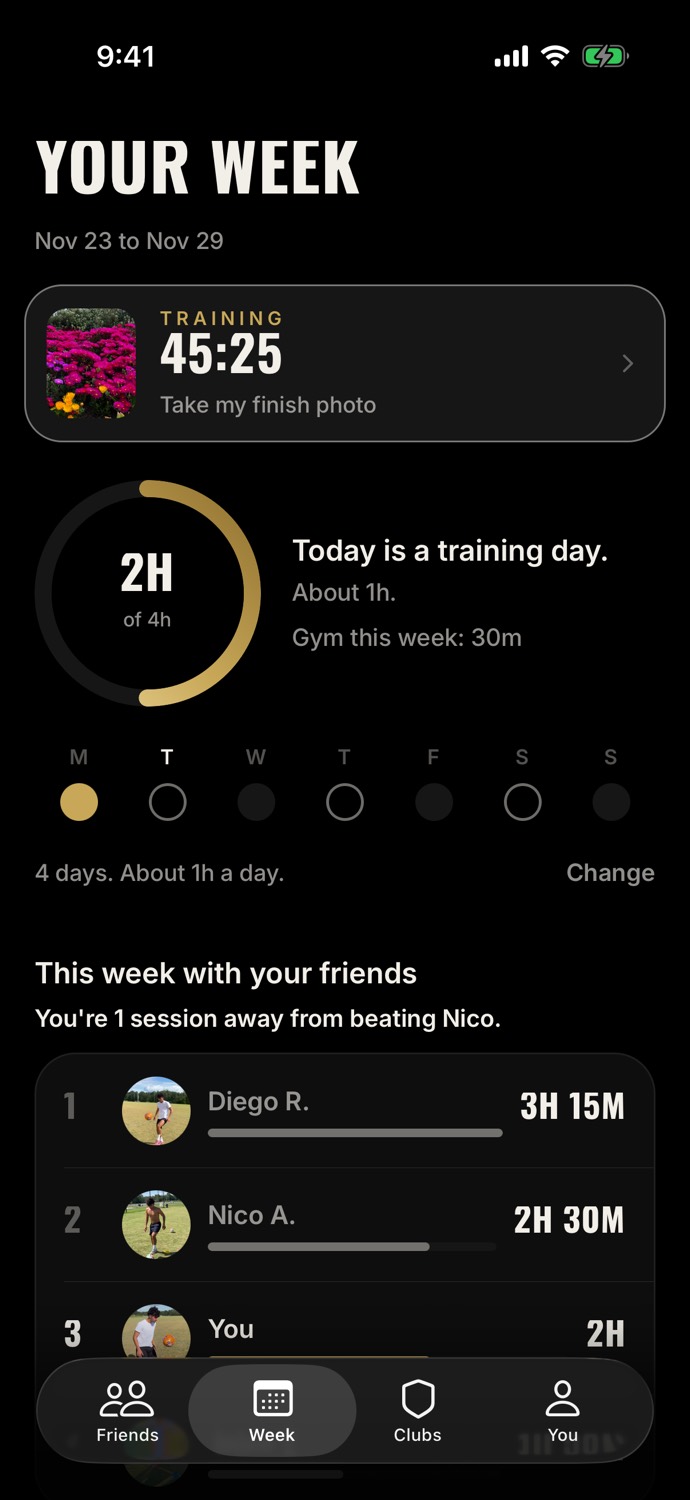 9:41
YOUR WEEK
Nov 23 to Nov 29
TRAINING
45:25
Take my finish photo
2H
of 4h
Today is a training day.
About 1h.
Gym this week: 30m
M T W T F S S
4 days. About 1h a day.
Change
This week with your friends
You're 1 session away from beating Nico.
1 Diego R. 3H 15M
2 Nico A. 2H 30M
3 You 2H
Friends Week Clubs You